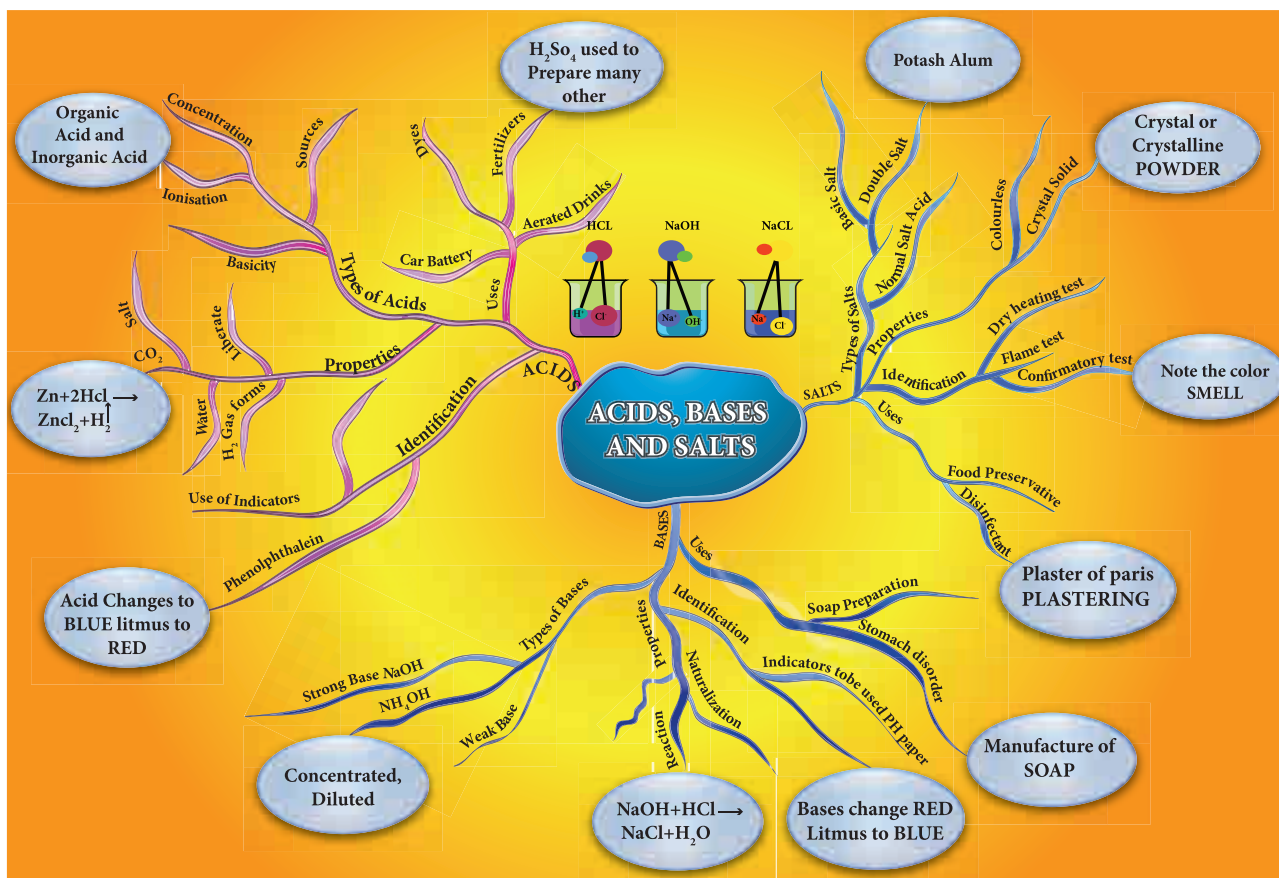 ACIDS, BASES
AND SALTS
ACIDS
Types of Acids
Concentration
Ionisation
Sources
Basicity
Organic
Acid and
Inorganic Acid
Uses
Dyes
Fertilizers
Aerated Drinks
Car Battery
H₂So₄ used to
Prepare many
other
Properties
Salt
CO₂
Liberate
Water
H₂ Gas forms
Zn+2Hcl →
Zncl₂+H₂↑
Identification
Use of Indicators
Phenolphthalein
Acid Changes to
BLUE litmus to
RED
HCL
H⁺
Cl⁻
NaOH
Na⁺
OH⁻
NaCL
Na⁺
Cl⁻
SALTS
Types of Salts
Basic Salt
Double Salt
Normal Salt Acid
Potash Alum
Properties
Colourless
Crystal Solid
Crystal or
Crystalline
POWDER
Identification
Dry heating test
Flame test
Confirmatory test
Note the color
SMELL
Uses
Food Preservative
Disinfectant
Plaster of paris
PLASTERING
BASES
Types of Bases
Strong Base NaOH
NH₄OH
Weak Base
Concentrated,
Diluted
Properties
Reaction
Naturalization
NaOH+HCl →
NaCl+H₂O
Identification
Indicators tobe used PH paper
Bases change RED
Litmus to BLUE
Uses
Soap Preparation
Stomach disorder
Manufacture of
SOAP